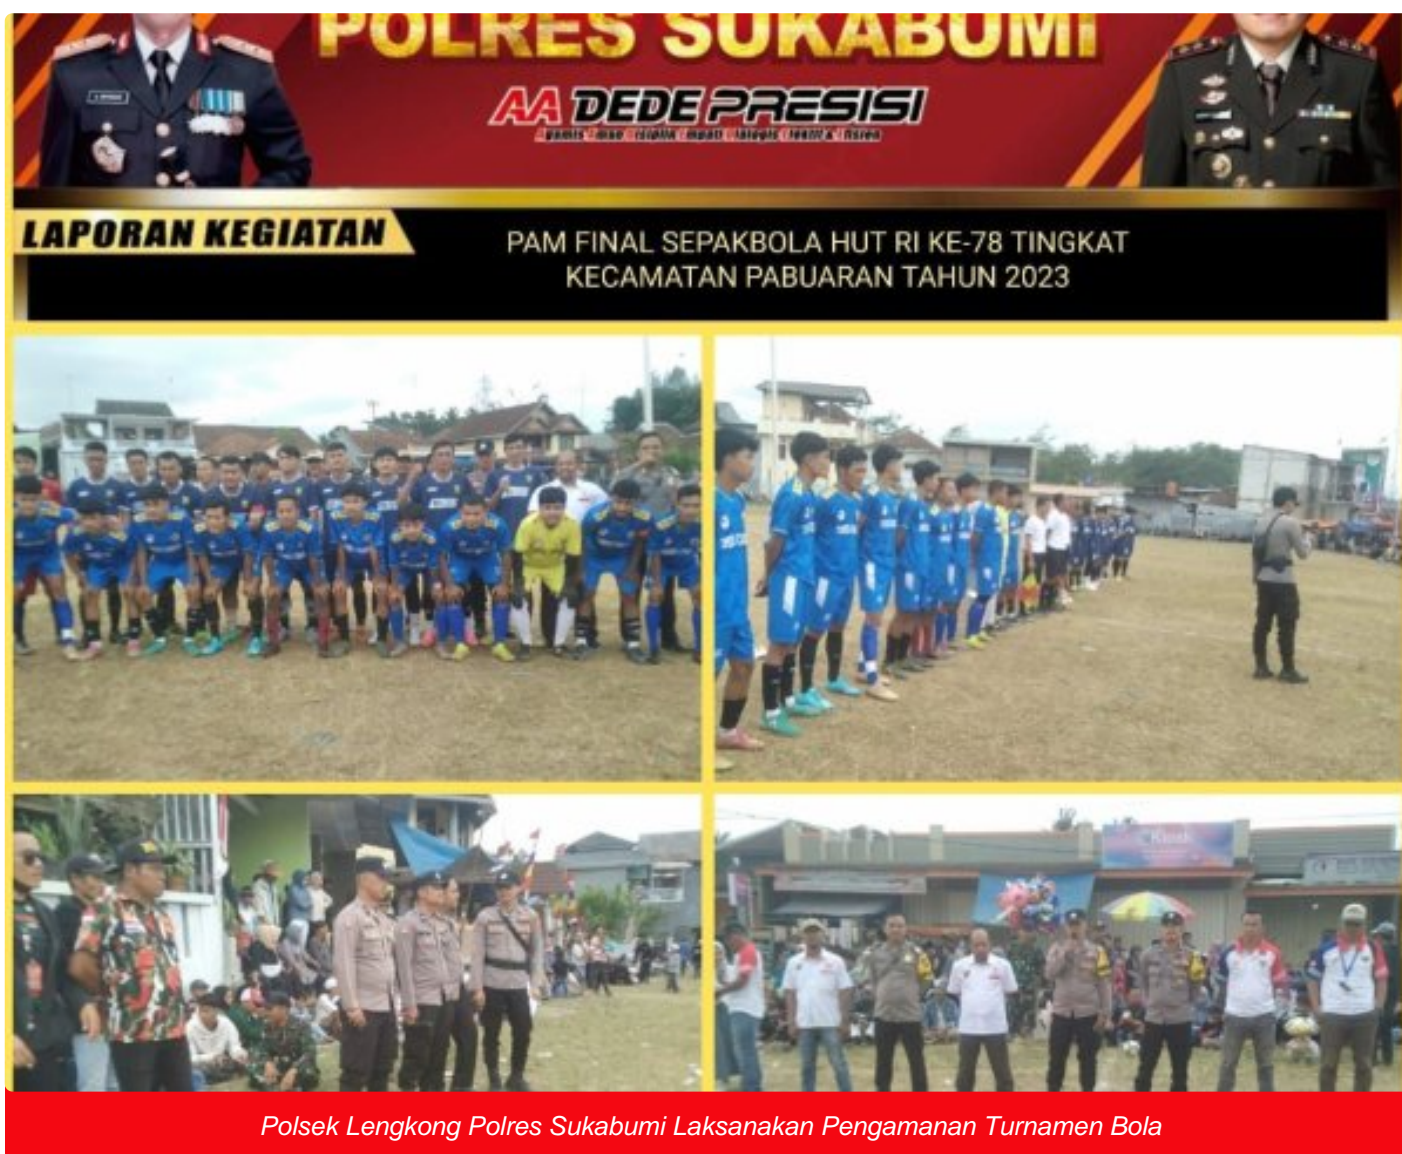 POLRES SUKABUMI
AA DEDE PRESISI
LAPORAN KEGIATAN
PAM FINAL SEPAKBOLA HUT RI KE-78 TINGKAT
KECAMATAN PABUARAN TAHUN 2023
Polsek Lengkong Polres Sukabumi Laksanakan Pengamanan Turnamen Bola